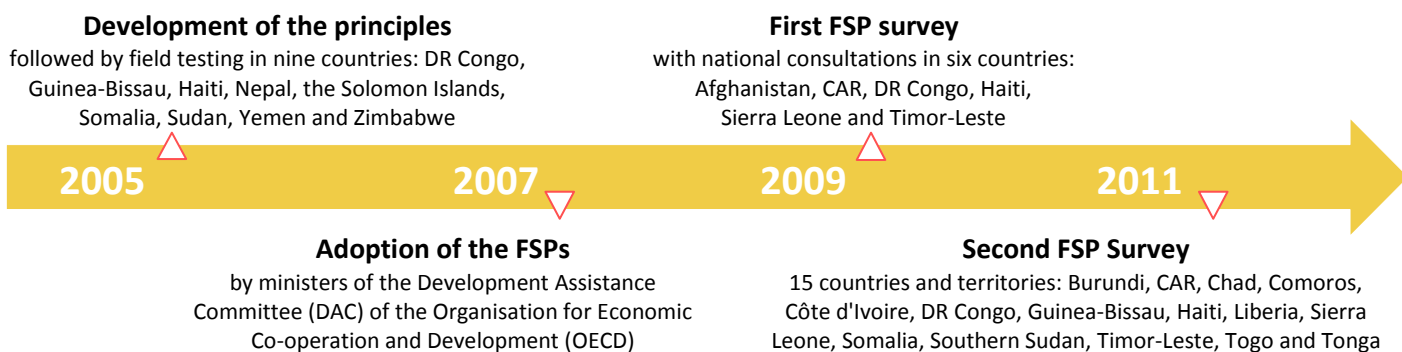 Development of the principles
followed by field testing in nine countries: DR Congo,
Guinea-Bissau, Haiti, Nepal, the Solomon Islands,
Somalia, Sudan, Yemen and Zimbabwe
First FSP survey
with national consultations in six countries:
Afghanistan, CAR, DR Congo, Haiti,
Sierra Leone and Timor-Leste
2005
2007
2009
2011
Adoption of the FSPs
by ministers of the Development Assistance
Committee (DAC) of the Organisation for Economic
Co-operation and Development (OECD)
Second FSP Survey
15 countries and territories: Burundi, CAR, Chad, Comoros,
Côte d'Ivoire, DR Congo, Guinea-Bissau, Haiti, Liberia, Sierra
Leone, Somalia, Southern Sudan, Timor-Leste, Togo and Tonga